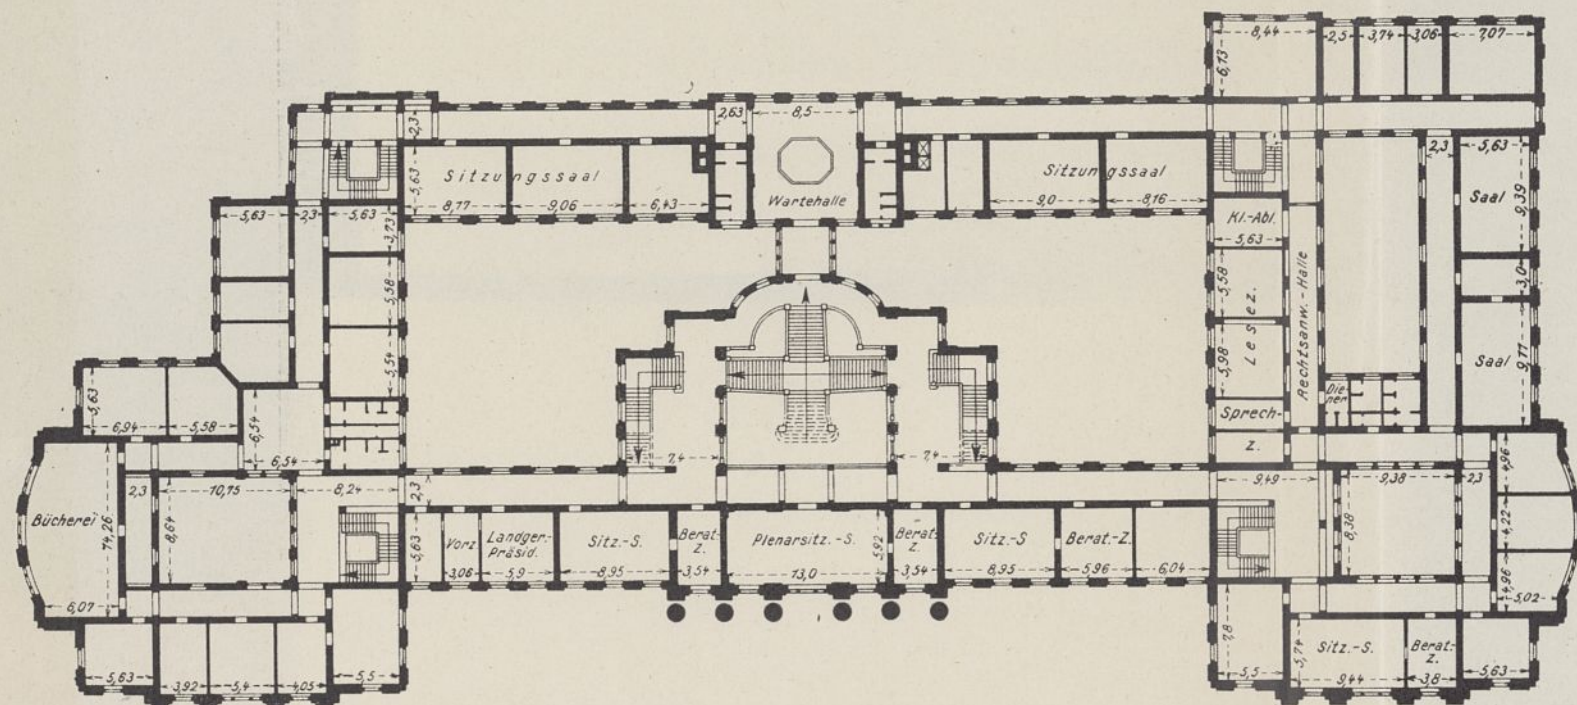 8,44
2,5
3,74
3,06
7,07
6,13
2,63
8,5
2,3
5,63
Sitzungssaal
8,77
9,06
6,43
Wartehalle
Sitzungssaal
9,0
8,16
2,3
5,63
Saal
9,39
Kl.-Abl.
5,63
5,63
2,3
5,63
3,73
5,58
5,54
5,58
Lesez.
5,98
Rechtsanw.-Halle
3,0
Saal
9,77
Die-
ner
Sprech-
Z.
5,63
6,94
5,58
6,54
6,54
7,4
7,4
Bücherei
14,26
6,07
2,3
10,75
8,64
8,24
2,3
5,63
Vorz
3,06
Landger.-
Präsid.
5,9
Sitz.-S.
8,95
Berat.-
Z.
3,54
Plenarsitz.-S.
13,0
5,92
Berat.-
Z.
3,54
Sitz.-S
8,95
Berat.-Z.
5,96
6,04
9,49
9,38
8,38
2,3
4,96
4,22
4,96
5,02
5,63
3,92
5,4
4,05
5,5
7,8
5,5
5,74
Sitz.-S.
9,44
Berat.-
Z.
3,8
5,63